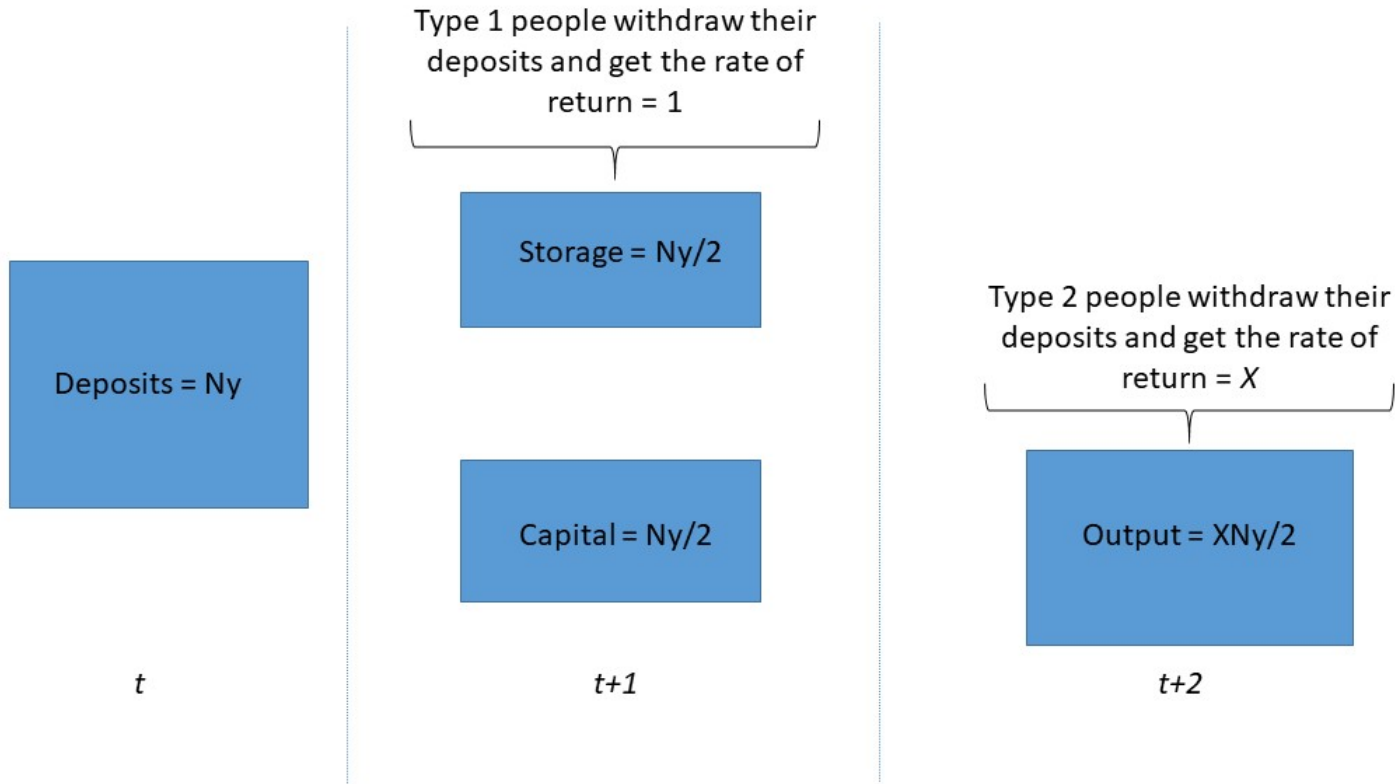 Type 1 people withdraw their
deposits and get the rate of
return = 1
Storage = Ny/2
Deposits = Ny
Capital = Ny/2
Type 2 people withdraw their
deposits and get the rate of
return = X
Output = XNy/2
t
t+1
t+2